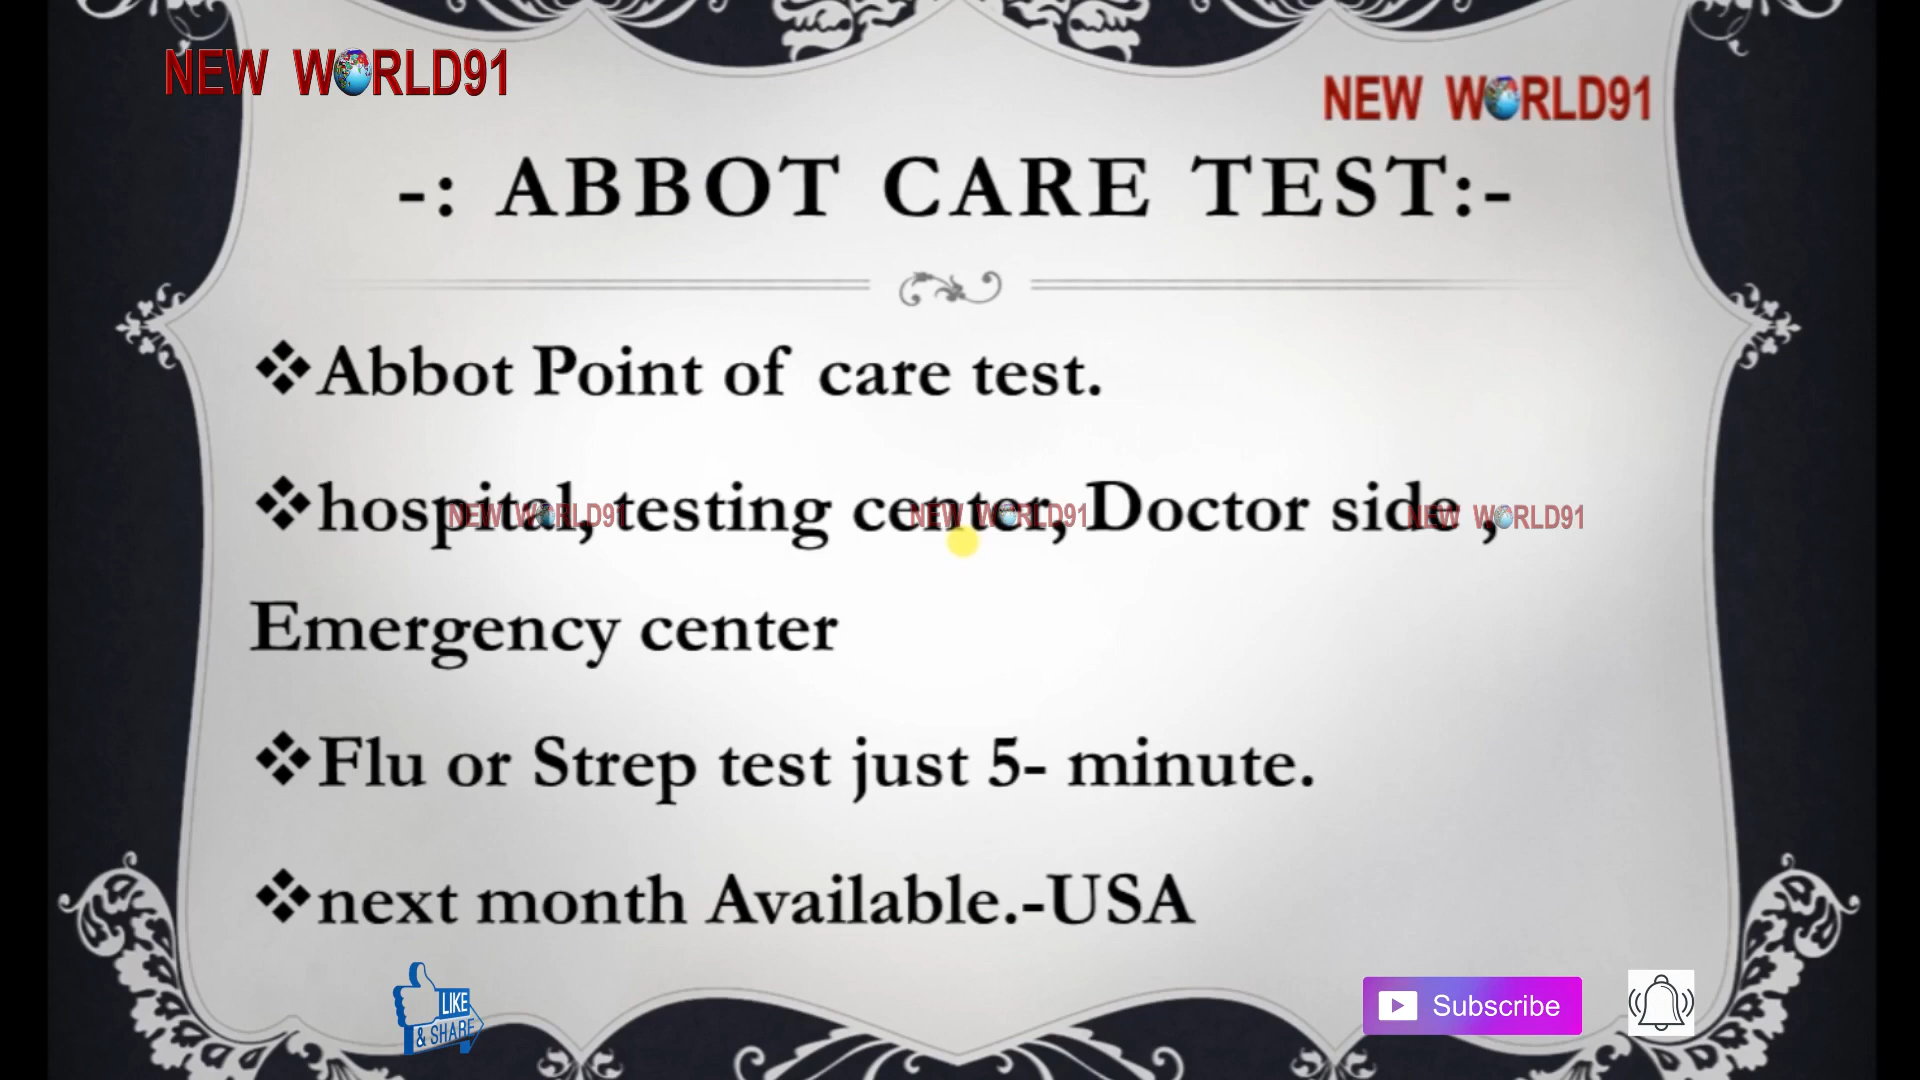 NEW WORLD91
NEW WORLD91
-: ABBOT CARE TEST:-
❖Abbot Point of care test.
❖hospital, testing center, Doctor side ,
NEW WORLD91
NEW WORLD91
NEW WORLD91
Emergency center
❖Flu or Strep test just 5- minute.
❖next month Available.-USA
LIKE
& SHARE
Subscribe